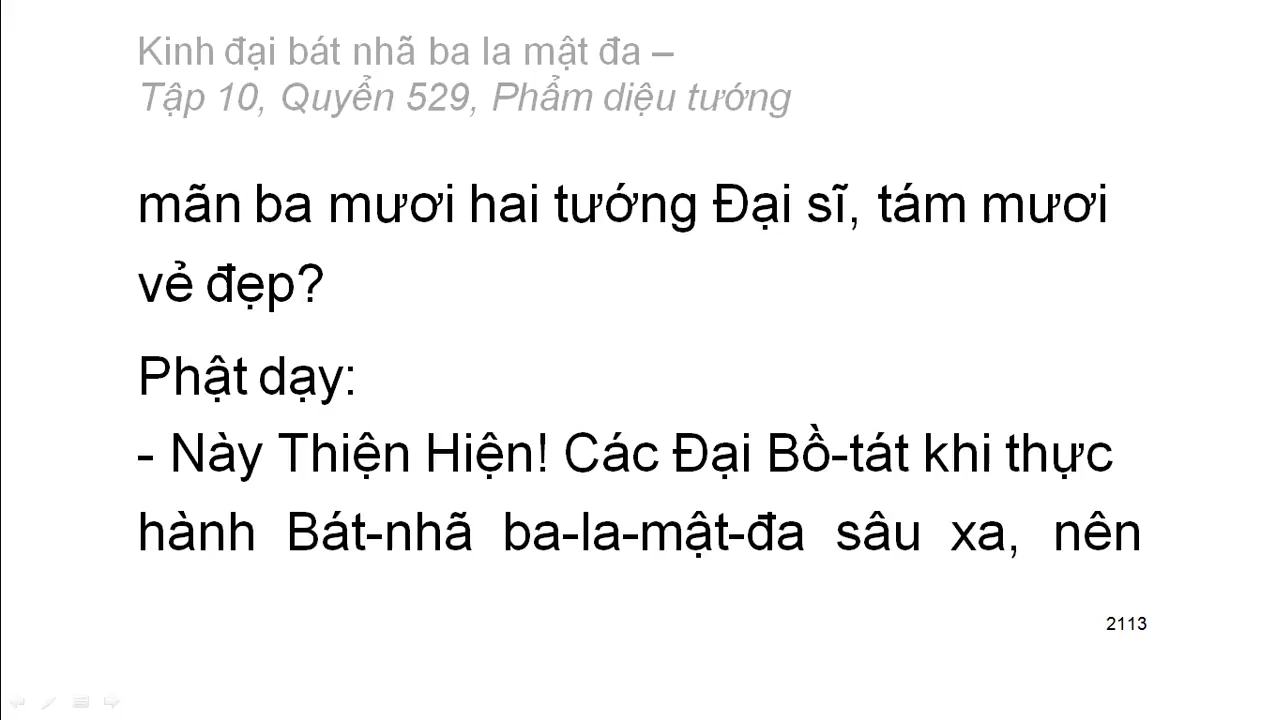 Kinh đại bát nhã ba la mật đa –
Tập 10, Quyển 529, Phẩm diệu tướng
mãn ba mươi hai tướng Đại sĩ, tám mươi
vẻ đẹp?
Phật dạy:
- Này Thiện Hiện! Các Đại Bồ-tát khi thực
hành Bát-nhã ba-la-mật-đa sâu xa, nên
2113